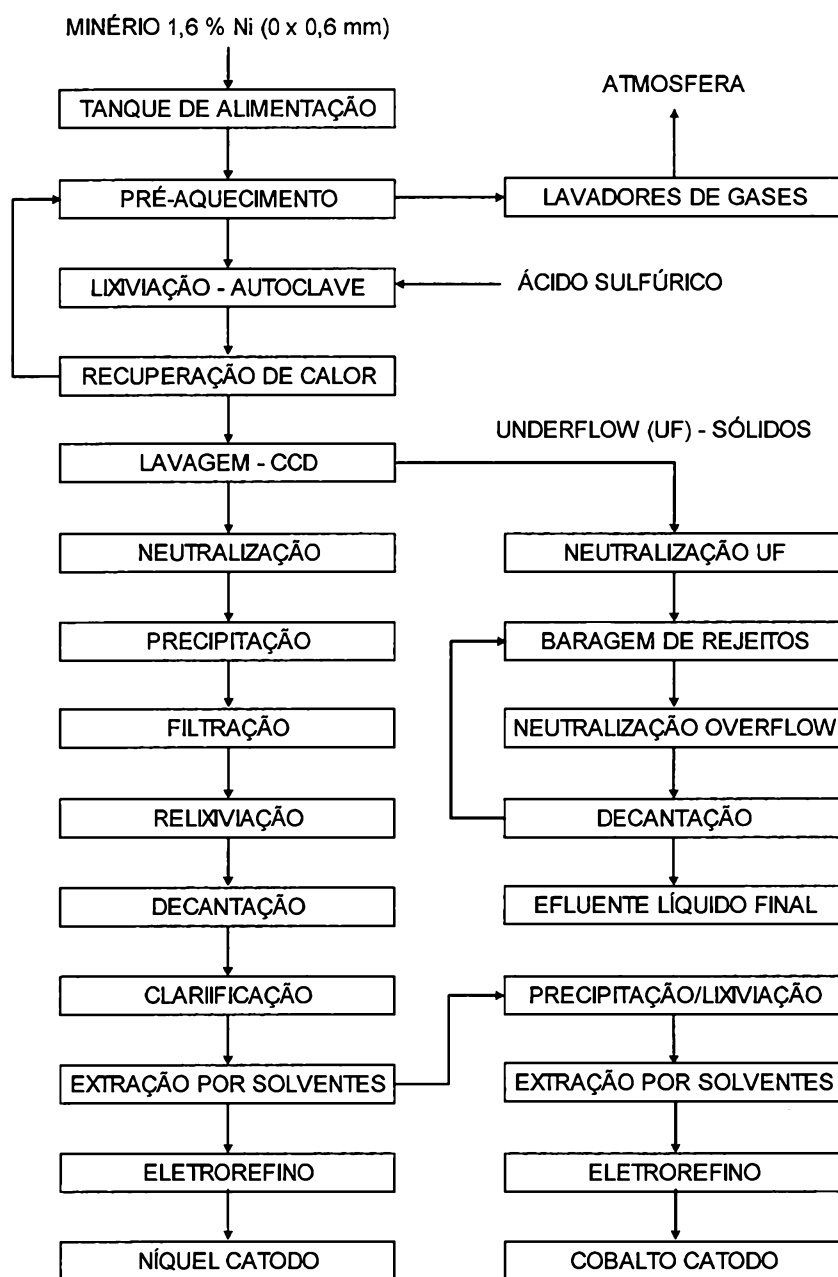 MINÉRIO 1,6 % Ni (0 x 0,6 mm)
ATMOSFERA
TANQUE DE ALIMENTAÇÃO
PRÉ-AQUECIMENTO
LAVADORES DE GASES
LIXIVIAÇÃO - AUTOCLAVE
ÁCIDO SULFÚRICO
RECUPERAÇÃO DE CALOR
UNDERFLOW (UF) - SÓLIDOS
LAVAGEM - CCD
NEUTRALIZAÇÃO
NEUTRALIZAÇÃO UF
PRECIPITAÇÃO
BARAGEM DE REJEITOS
FILTRAÇÃO
NEUTRALIZAÇÃO OVERFLOW
RELIXIVIAÇÃO
DECANTAÇÃO
DECANTAÇÃO
EFLUENTE LÍQUIDO FINAL
CLARIIFICAÇÃO
PRECIPITAÇÃO/LIXIVIAÇÃO
EXTRAÇÃO POR SOLVENTES
EXTRAÇÃO POR SOLVENTES
ELETROREFINO
ELETROREFINO
NÍQUEL CATODO
COBALTO CATODO